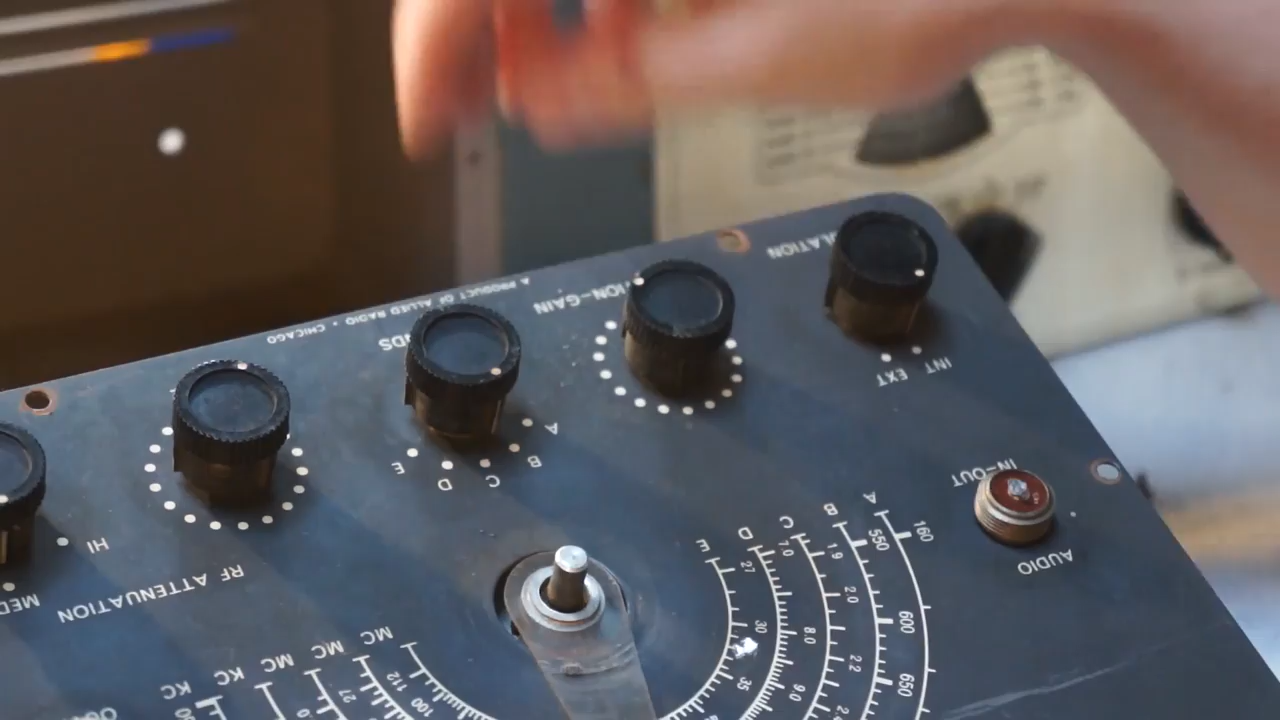 A PRODUCT OF ALLIED RADIO • CHICAGO
ION-GAIN
INT EXT
A
B
C
D
E
RF ATTENUATION
HI
MED
IN-OUT
AUDIO
A B C D E
160 550 1.9 7.0 27
600 2.0 8.0 30
650 2.2 9.0 35
MC MC MC KC KC
112 27
100